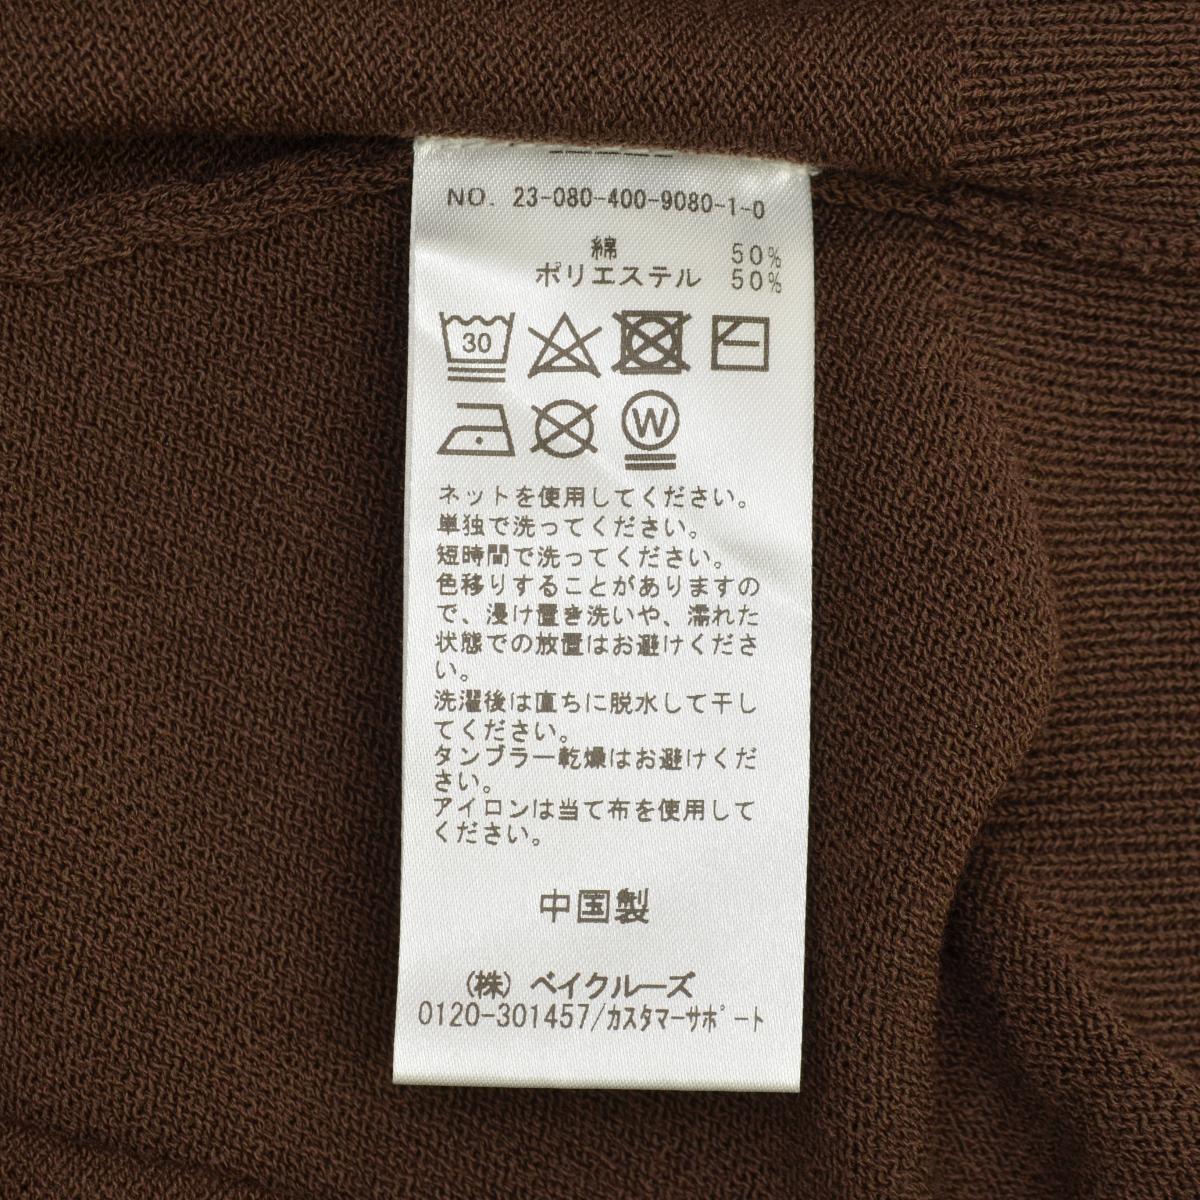 NO. 23-080-400-9080-1-0
綿 50%
ポリエステル 50%
30
W
ネットを使用してください。
単独で洗ってください。
短時間で洗ってください。
色移りすることがありますの
で、浸け置き洗いや、濡れた
状態での放置はお避けくださ
い。
洗濯後は直ちに脱水して干し
てください。
タンブラー乾燥はお避けくだ
さい。
アイロンは当て布を使用して
ください。
中国製
(株) ベイクルーズ
0120-301457/カスタマーサポート